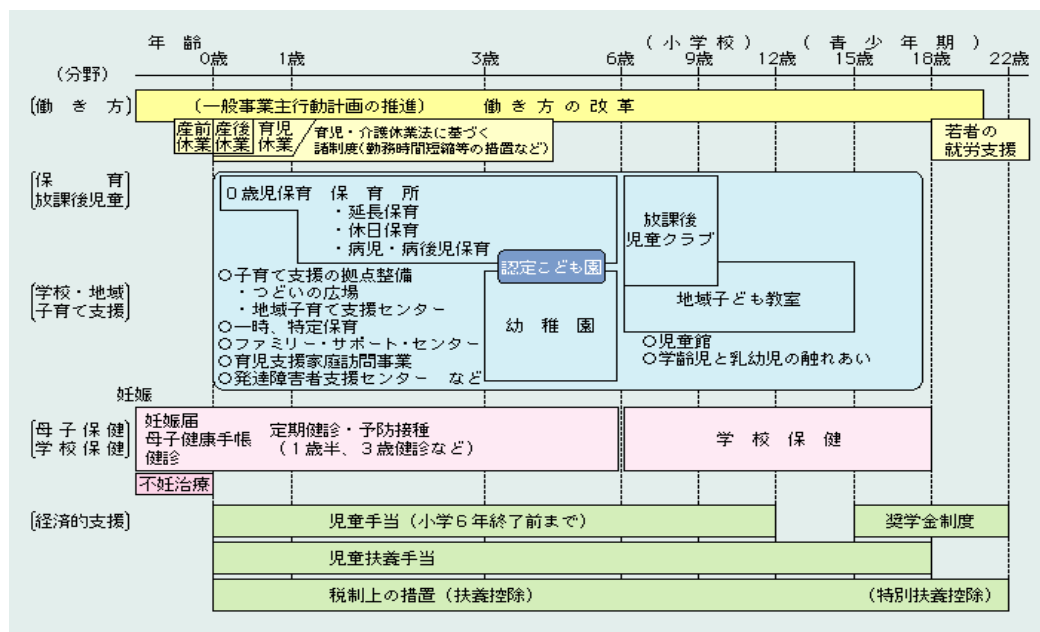 年 齢
(小 学 校) (青 少 年 期)
0歳 1歳 3歳 6歳 9歳 12歳 15歳 18歳 22歳
(分野)
〔働 き 方〕
(一般事業主行動計画の推進) 働 き 方 の 改 革
産前休業
産後休業
育児休業
育児・介護休業法に基づく
諸制度(勤務時間短縮等の措置など)
若者の
就労支援
〔保 育
放課後児童〕
0歳児保育 保 育 所
・延長保育
・休日保育
・病児・病後児保育
放課後
児童クラブ
認定こども園
〔学校・地域
子育て支援〕
○子育て支援の拠点整備
・つどいの広場
・地域子育て支援センター
○一時、特定保育
○ファミリー・サポート・センター
○育児支援家庭訪問事業
○発達障害者支援センター など
幼 稚 園
地域子ども教室
○児童館
○学齢児と乳幼児の触れあい
妊娠
〔母 子 保 健
学 校 保 健〕
妊娠届
母子健康手帳
健診
定期健診・予防接種
(1歳半、3歳健診など)
学 校 保 健
不妊治療
〔経済的支援〕
児童手当(小学6年終了前まで)
奨学金制度
児童扶養手当
税制上の措置(扶養控除)
(特別扶養控除)